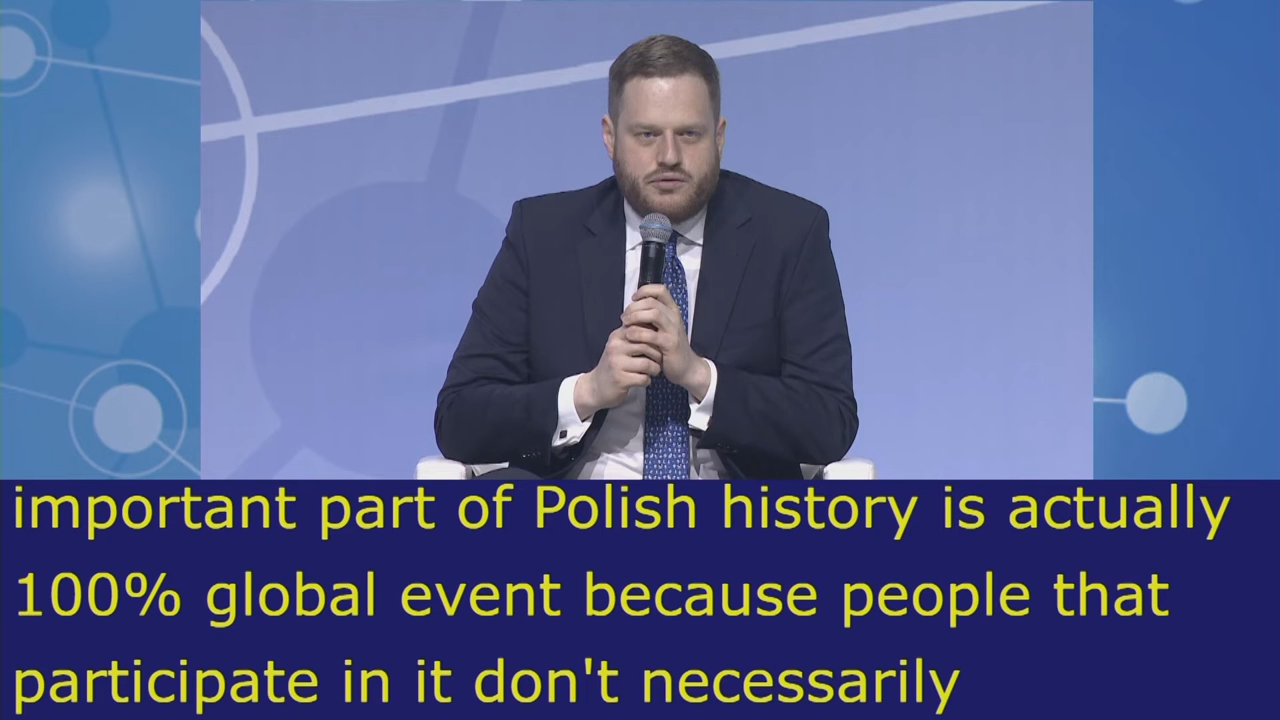 important part of Polish history is actually
100% global event because people that
participate in it don't necessarily